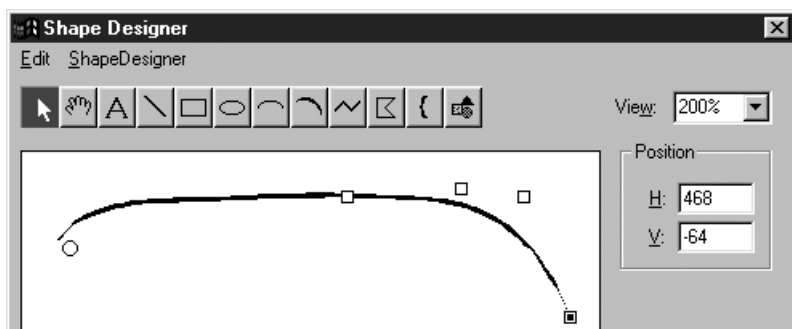 Shape Designer
Edit ShapeDesigner
A
View: 200%
Position
H: 468
V: -64